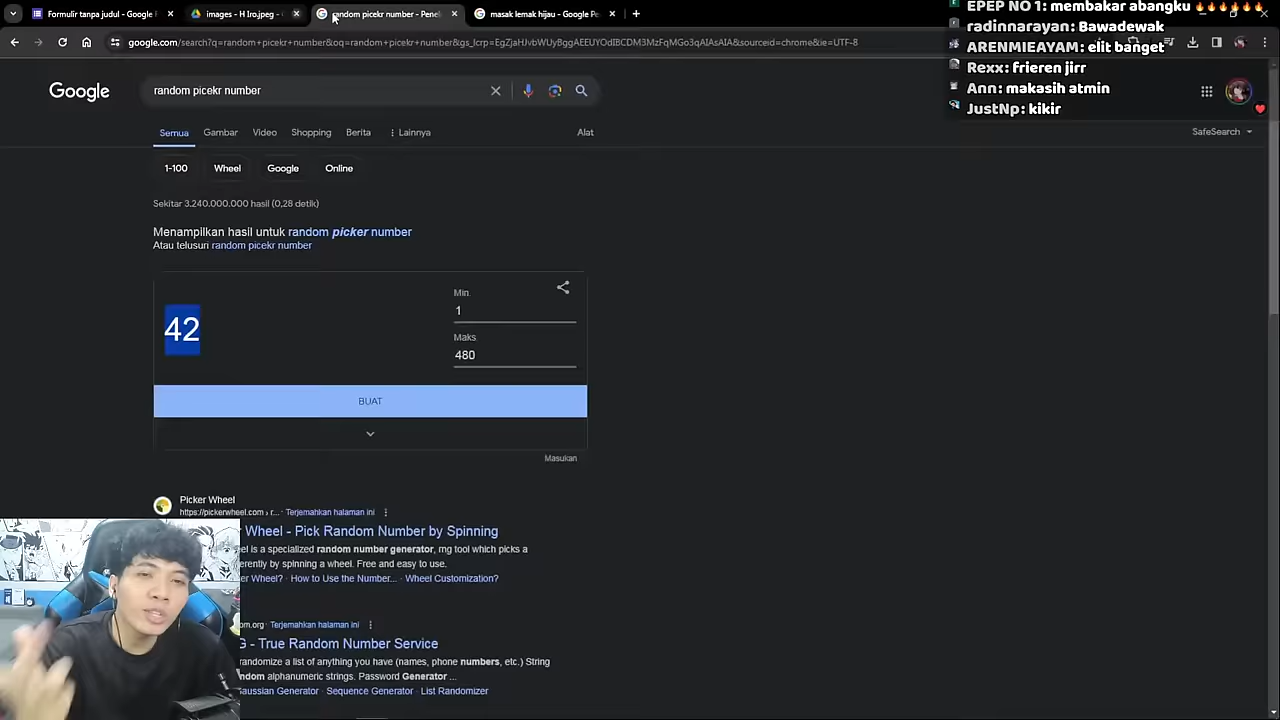 Formulir tanpa judul - Google F
images - H Iro.jpeg -
random picekr number - Pene
masak lemak hijau - Google Pe
google.com/search?q=random+picekr+number&oq=random+picekr+number&gs_lcrp=EgZjaHJvbWUyBggAEEUYOdIBCDM3MzFqMGo3qAIAsAIA&sourceid=chrome&ie=UTF-8
EPEP NO 1: membakar abangku
radinnarayan: Bawadewak
ARENMIEAYAM: elit banget
Rexx: frieren jirr
Ann: makasih atmin
JustNp: kikir
Google
random picekr number
Semua Gambar Video Shopping Berita Lainnya Alat
SafeSearch
1-100 Wheel Google Online
Sekitar 3.240.000.000 hasil (0,28 detik)
Menampilkan hasil untuk random picker number
Atau telusuri random picekr number
42
Min.
1
Maks.
480
BUAT
Masukan
Picker Wheel
https://pickerwheel.com › r... · Terjemahkan halaman ini
Wheel - Pick Random Number by Spinning
el is a specialized random number generator, rng tool which picks a
erently by spinning a wheel. Free and easy to use.
er Wheel? · How to Use the Number... · Wheel Customization?
om.org · Terjemahkan halaman ini
G - True Random Number Service
randomize a list of anything you have (names, phone numbers, etc.) String
ndom alphanumeric strings. Password Generator ...
aussian Generator · Sequence Generator · List Randomizer